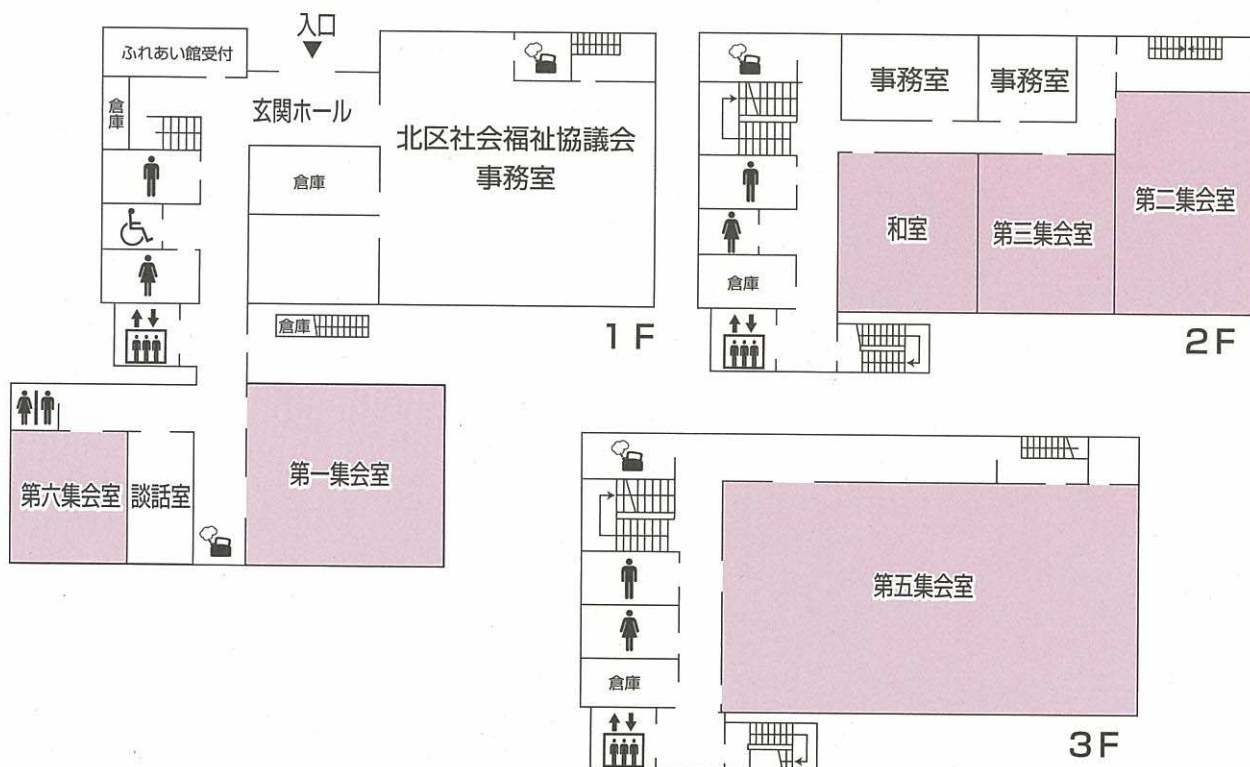 入口
ふれあい館受付
倉庫
玄関ホール
北区社会福祉協議会
事務室
倉庫
倉庫
1F
第一集会室
第六集会室
談話室
事務室
事務室
和室
第三集会室
第二集会室
倉庫
2F
第五集会室
倉庫
3F